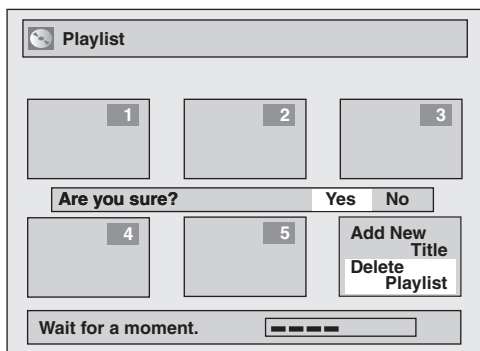 Playlist
1 2 3
Are you sure? Yes No
4 5
Add New
Title
Delete
Playlist
Wait for a moment.